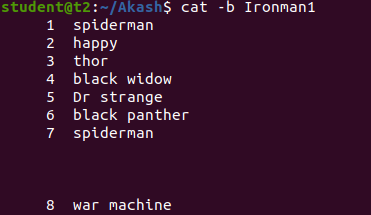 student@t2:~/Akash$ cat -b Ironman1
1 spiderman
2 happy
3 thor
4 black widow
5 Dr strange
6 black panther
7 spiderman
8 war machine